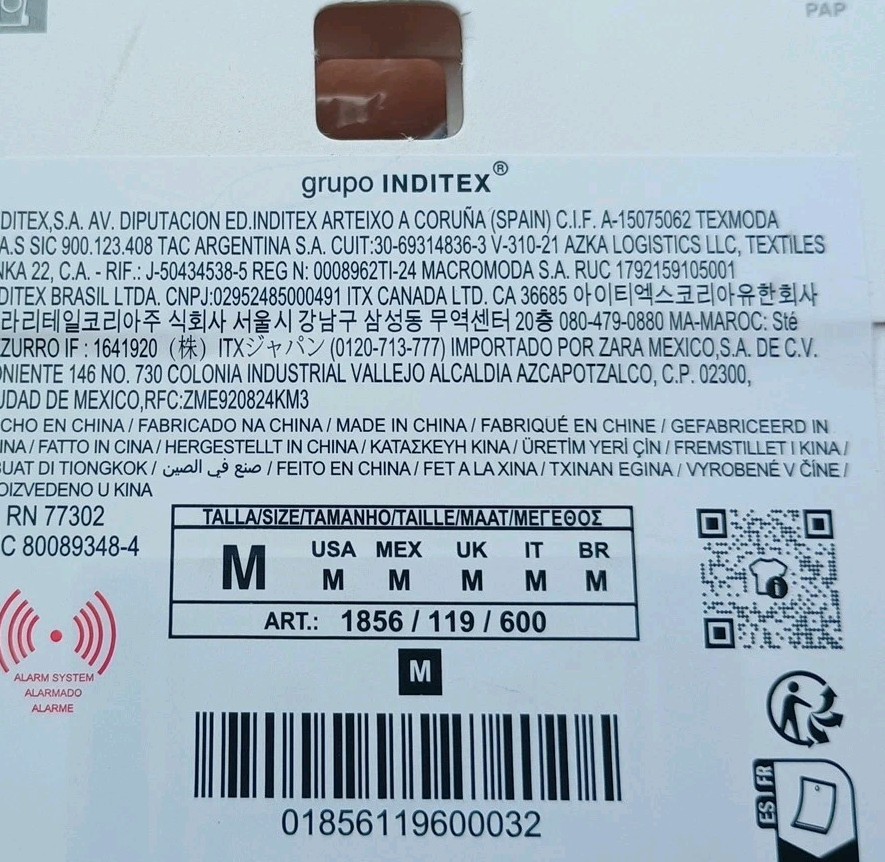 PAP
grupo INDITEX®
DITEX,S.A. AV. DIPUTACION ED.INDITEX ARTEIXO A CORUÑA (SPAIN) C.I.F. A-15075062 TEXMODA
A.S SIC 900.123.408 TAC ARGENTINA S.A. CUIT:30-69314836-3 V-310-21 AZKA LOGISTICS LLC, TEXTILES
NKA 22, C.A. - RIF.: J-50434538-5 REG N: 0008962TI-24 MACROMODA S.A. RUC 1792159105001
DITEX BRASIL LTDA. CNPJ:02952485000491 ITX CANADA LTD. CA 36685 아이티엑스코리아유한회사
라리테일코리아주 식회사 서울시 강남구 삼성동 무역센터 20층 080-479-0880 MA-MAROC: Sté
ZURRO IF : 1641920 (株) ITXジャパン (0120-713-777) IMPORTADO POR ZARA MEXICO,S.A. DE C.V.
ONIENTE 146 NO. 730 COLONIA INDUSTRIAL VALLEJO ALCALDIA AZCAPOTZALCO, C.P. 02300,
UDAD DE MEXICO,RFC:ZME920824KM3
CHO EN CHINA / FABRICADO NA CHINA / MADE IN CHINA / FABRIQUÉ EN CHINE / GEFABRICEERD IN
INA / FATTO IN CINA / HERGESTELLT IN CHINA / ΚΑΤΑΣΚΕΥΗ ΚΙΝΑ / ÜRETİM YERİ ÇİN / FREMSTILLET I KINA /
BUAT DI TIONGKOK / صنع في الصين / FEITO EN CHINA / FET A LA XINA / TXINAN EGINA / VYROBENÉ V ČÍNE /
OIZVEDENO U KINA
RN 77302
C 80089348-4
TALLA/SIZE/TAMANHO/TAILLE/MAAT/ΜΕΓΕΘΟΣ
M USA MEX UK IT BR
M M M M M
ART.: 1856 / 119 / 600
M
ALARM SYSTEM
ALARMADO
ALARME
01856119600032
ES FR